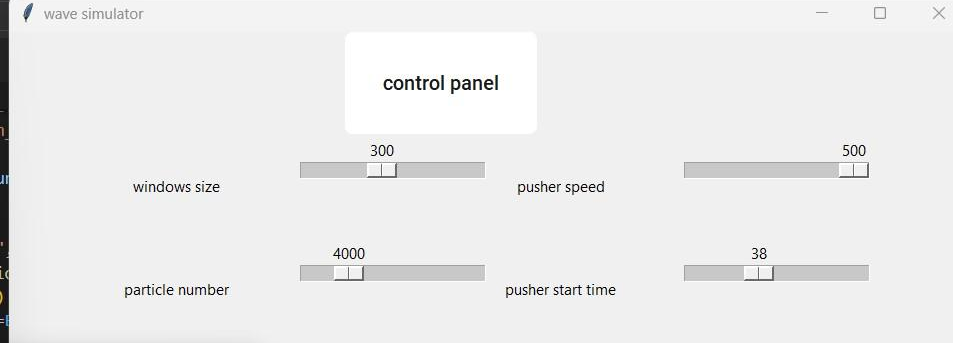 wave simulator
control panel
300
500
windows size
pusher speed
4000
38
particle number
pusher start time